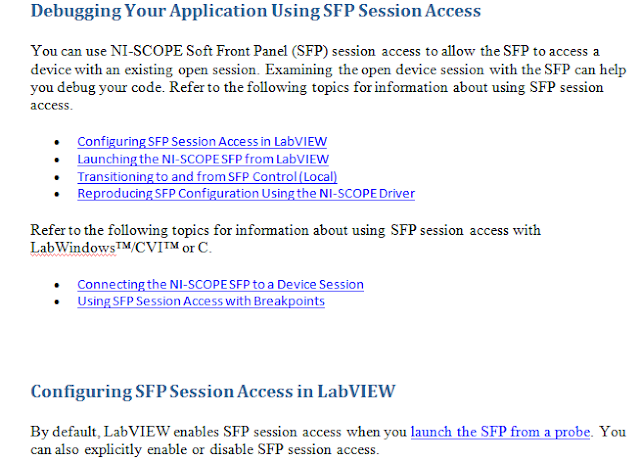 Debugging Your Application Using SFP Session Access
You can use NI-SCOPE Soft Front Panel (SFP) session access to allow the SFP to access a
device with an existing open session. Examining the open device session with the SFP can help
you debug your code. Refer to the following topics for information about using SFP session
access.
• Configuring SFP Session Access in LabVIEW
• Launching the NI-SCOPE SFP from LabVIEW
• Transitioning to and from SFP Control (Local)
• Reproducing SFP Configuration Using the NI-SCOPE Driver
Refer to the following topics for information about using SFP session access with
LabWindows™/CVI™ or C.
• Connecting the NI-SCOPE SFP to a Device Session
• Using SFP Session Access with Breakpoints
Configuring SFP Session Access in LabVIEW
By default, LabVIEW enables SFP session access when you launch the SFP from a probe. You
can also explicitly enable or disable SFP session access.